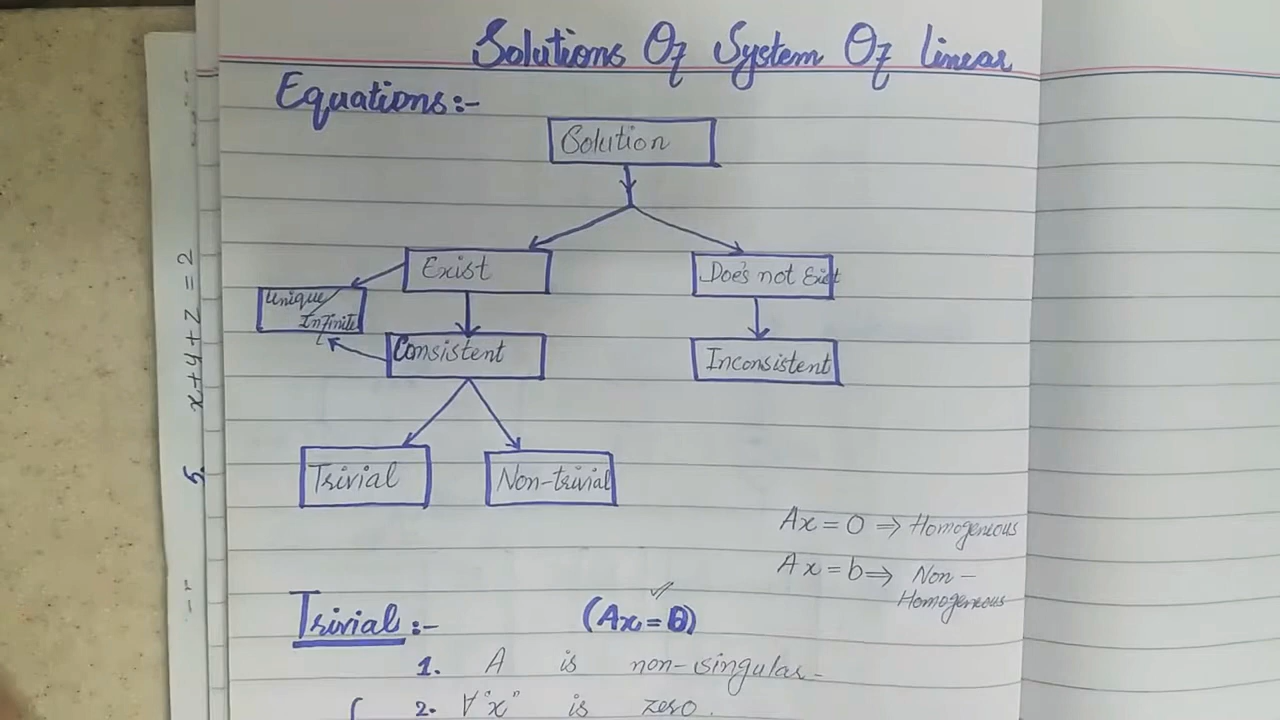 Solutions Of System Of Linear
Equations:-
Solution
Exist
Does not Exist
Unique
Infinite
Consistent
Inconsistent
Trivial
Non-trivial
Ax = 0 ⇒ Homogeneous
Ax = b ⇒ Non-
Homogeneous
Trivial :- (Ax = 0)
1. A is non-singular.
2. ∀ "x" is zero.
5. x+y+z = 2